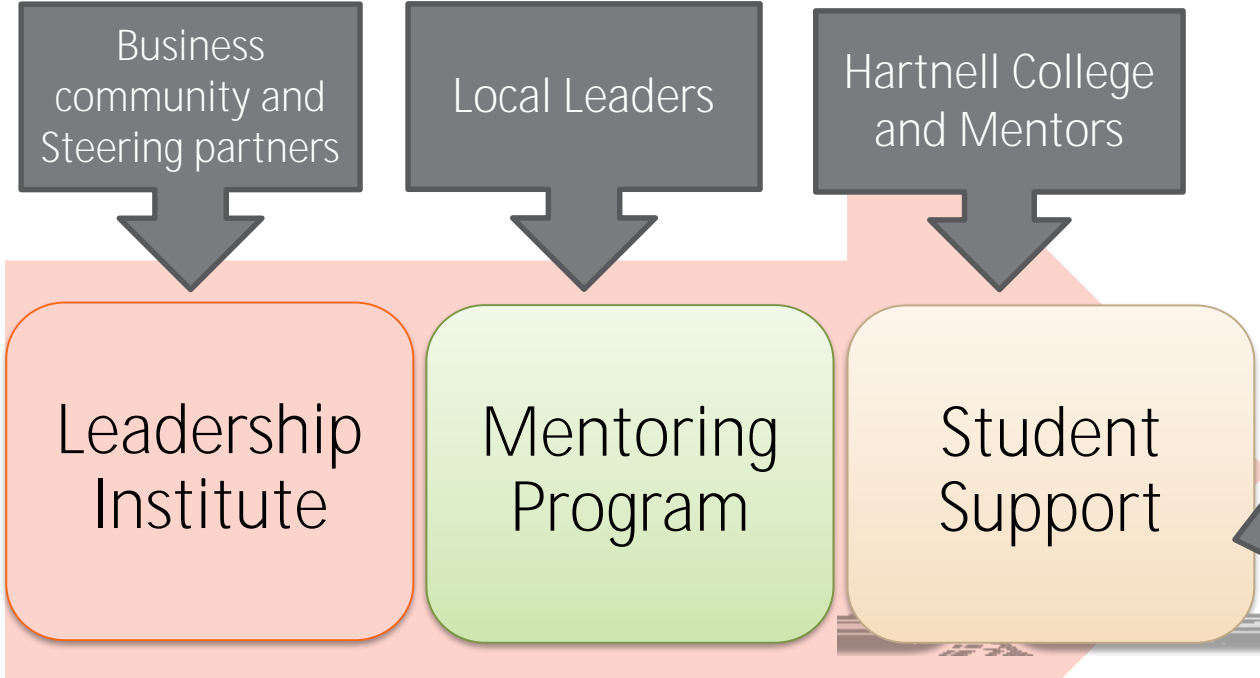 Business
community and
Steering partners
Local Leaders
Hartnell College
and Mentors
Leadership
Institute
Mentoring
Program
Student
Support